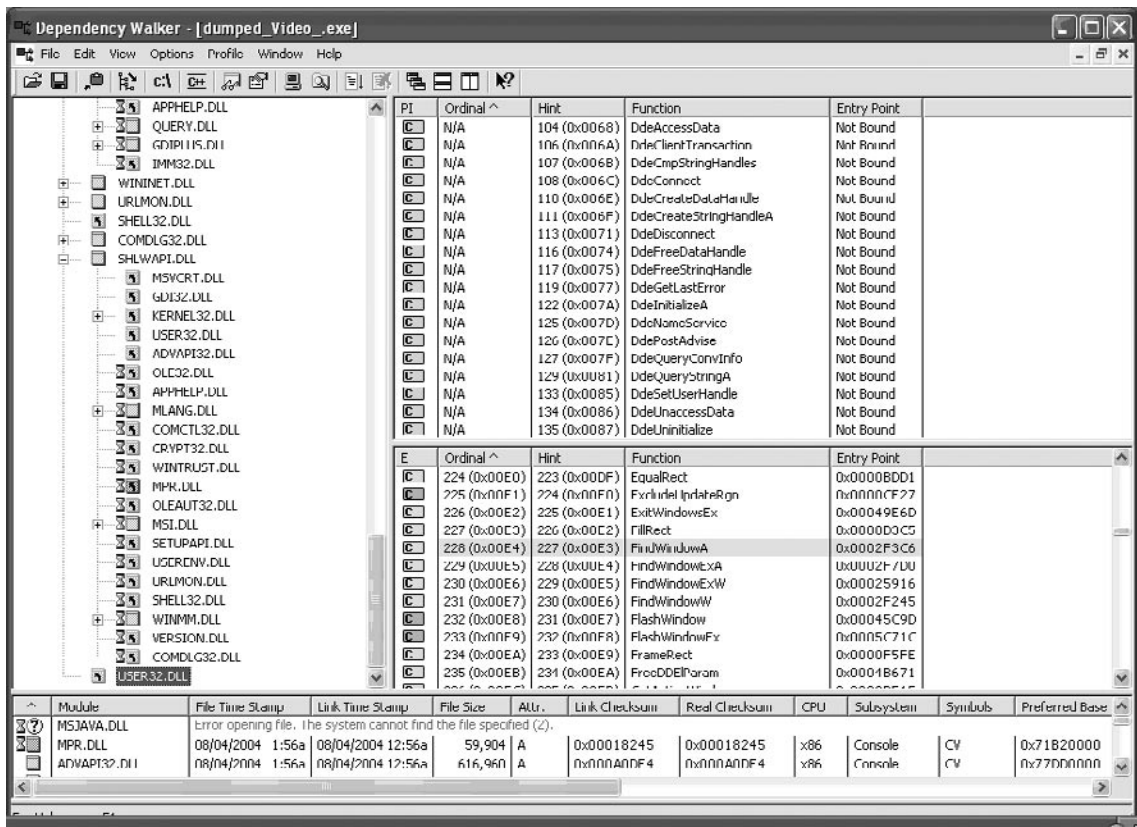 Dependency Walker - [dumped_Video_.exe]
File Edit View Options Profile Window Help
c:\ C++
APPHELP.DLL
QUERY.DLL
GDIPLUS.DLL
IMM32.DLL
WININET.DLL
URLMON.DLL
SHELL32.DLL
COMDLG32.DLL
SHLWAPI.DLL
MSVCRT.DLL
GDI32.DLL
KERNEL32.DLL
USER32.DLL
ADVAPI32.DLL
OLE32.DLL
APPHELP.DLL
MLANG.DLL
COMCTL32.DLL
CRYPT32.DLL
WINTRUST.DLL
MPR.DLL
OLEAUT32.DLL
MSI.DLL
SETUPAPI.DLL
USERENV.DLL
URLMON.DLL
SHELL32.DLL
WINMM.DLL
VERSION.DLL
COMDLG32.DLL
USER32.DLL
PI Ordinal ^ Hint Function Entry Point
C N/A 104 (0x0068) DdeAccessData Not Bound
C N/A 106 (0x006A) DdeClientTransaction Not Bound
C N/A 107 (0x006B) DdeCmpStringHandles Not Bound
C N/A 108 (0x006C) DdeConnect Not Bound
C N/A 110 (0x006E) DdeCreateDataHandle Not Bound
C N/A 111 (0x006F) DdeCreateStringHandleA Not Bound
C N/A 113 (0x0071) DdeDisconnect Not Bound
C N/A 116 (0x0074) DdeFreeDataHandle Not Bound
C N/A 117 (0x0075) DdeFreeStringHandle Not Bound
C N/A 119 (0x0077) DdeGetLastError Not Bound
C N/A 122 (0x007A) DdeInitializeA Not Bound
C N/A 125 (0x007D) DdeNameService Not Bound
C N/A 126 (0x007E) DdePostAdvise Not Bound
C N/A 127 (0x007F) DdeQueryConvInfo Not Bound
C N/A 129 (0x0081) DdeQueryStringA Not Bound
C N/A 133 (0x0085) DdeSetUserHandle Not Bound
C N/A 134 (0x0086) DdeUnaccessData Not Bound
C N/A 135 (0x0087) DdeUninitialize Not Bound
E Ordinal ^ Hint Function Entry Point
C 224 (0x00E0) 223 (0x00DF) EqualRect 0x0000BDD1
C 225 (0x00E1) 224 (0x00E0) ExcludeUpdateRgn 0x0000CF27
C 226 (0x00E2) 225 (0x00E1) ExitWindowsEx 0x00049E6D
C 227 (0x00E3) 226 (0x00E2) FillRect 0x0000D3C5
C 228 (0x00E4) 227 (0x00E3) FindWindowA 0x0002F3C6
C 229 (0x00E5) 228 (0x00E4) FindWindowExA 0x0002F7D0
C 230 (0x00E6) 229 (0x00E5) FindWindowExW 0x00025916
C 231 (0x00E7) 230 (0x00E6) FindWindowW 0x0002F245
C 232 (0x00E8) 231 (0x00E7) FlashWindow 0x00045C9D
C 233 (0x00E9) 232 (0x00E8) FlashWindowEx 0x0005C71C
C 234 (0x00EA) 233 (0x00E9) FrameRect 0x0000F5FE
C 235 (0x00EB) 234 (0x00EA) FreeDDElParam 0x0004B671
^ Module File Time Stamp Link Time Stamp File Size Attr. Link Checksum Real Checksum CPU Subsystem Symbols Preferred Base
MSJAVA.DLL Error opening file. The system cannot find the file specified (2).
MPR.DLL 08/04/2004 1:56a 08/04/2004 12:56a 59,904 A 0x00018245 0x00018245 x86 Console CV 0x71B20000
ADVAPI32.DLL 08/04/2004 1:56a 08/04/2004 12:56a 616,960 A 0x000A0DE4 0x000A0DE4 x86 Console CV 0x77DD0000